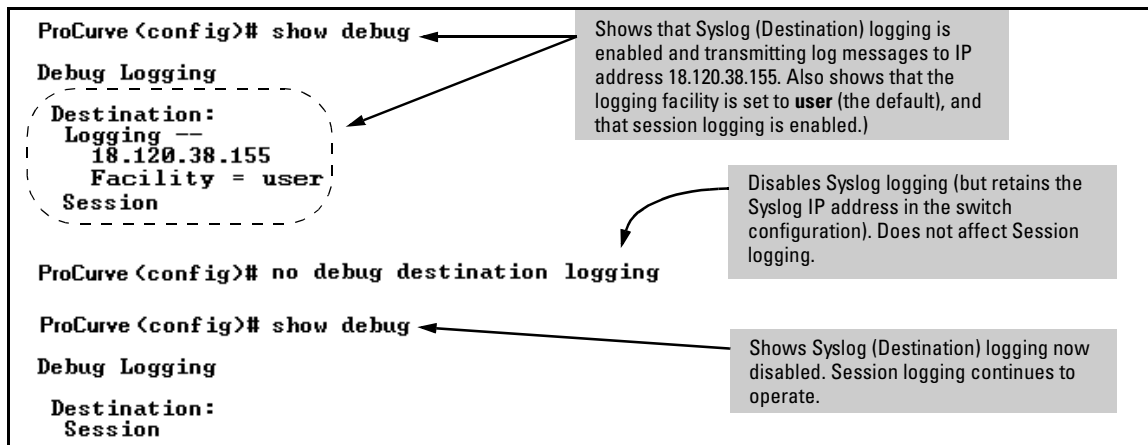 ProCurve <config># show debug
Shows that Syslog (Destination) logging is
enabled and transmitting log messages to IP
address 18.120.38.155. Also shows that the
logging facility is set to user (the default), and
that session logging is enabled.)
Debug Logging
Destination:
Logging --
18.120.38.155
Facility = user
Session
Disables Syslog logging (but retains the
Syslog IP address in the switch
configuration). Does not affect Session
logging.
ProCurve <config># no debug destination logging
ProCurve <config># show debug
Shows Syslog (Destination) logging now
disabled. Session logging continues to
operate.
Debug Logging
Destination:
Session